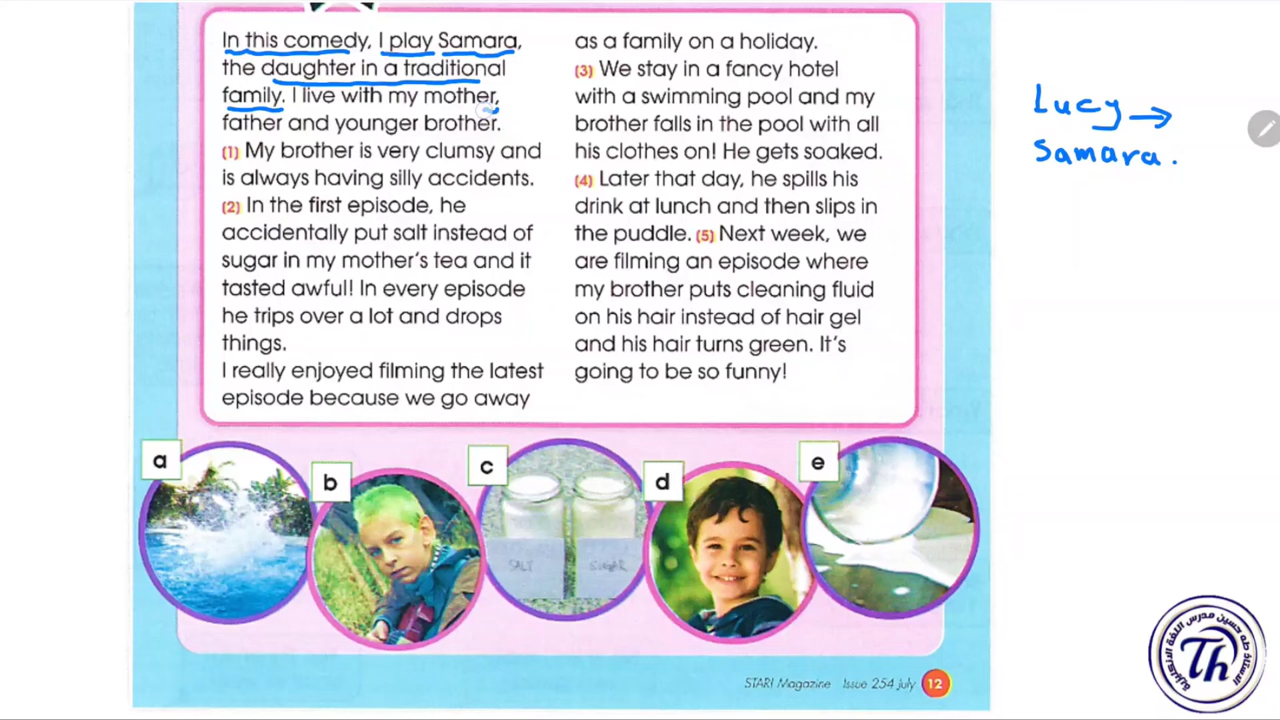 In this comedy, I play Samara,
the daughter in a traditional
family. I live with my mother,
father and younger brother.
(1) My brother is very clumsy and
is always having silly accidents.
(2) In the first episode, he
accidentally put salt instead of
sugar in my mother's tea and it
tasted awful! In every episode
he trips over a lot and drops
things.
I really enjoyed filming the latest
episode because we go away
as a family on a holiday.
(3) We stay in a fancy hotel
with a swimming pool and my
brother falls in the pool with all
his clothes on! He gets soaked.
(4) Later that day, he spills his
drink at lunch and then slips in
the puddle. (5) Next week, we
are filming an episode where
my brother puts cleaning fluid
on his hair instead of hair gel
and his hair turns green. It's
going to be so funny!
Lucy →
Samara.
a
b
c
d
e
SALT
SUGAR
STAR! Magazine Issue 254 july 12
الاستاذ طه حسين مدرس اللغة الانجليزية
Th